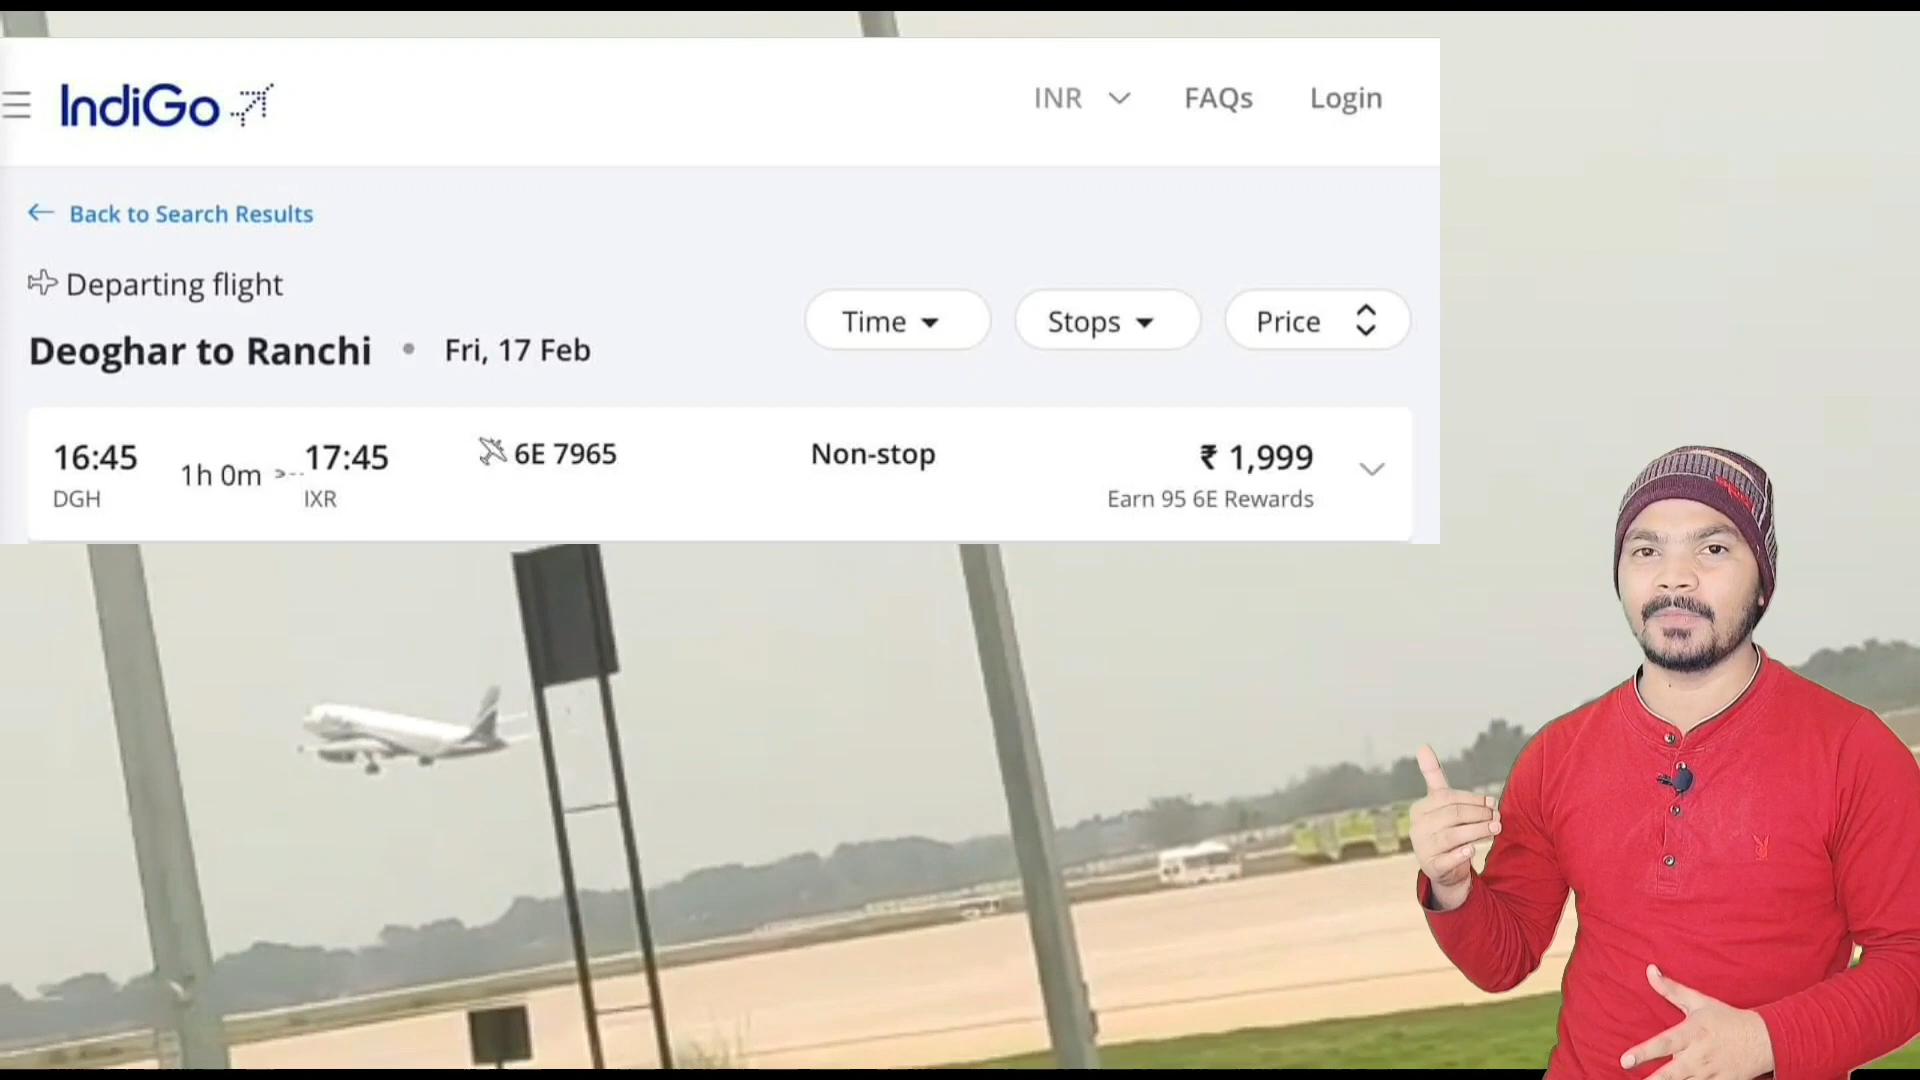 IndiGo
INR FAQs Login
Back to Search Results
Departing flight
Deoghar to Ranchi • Fri, 17 Feb
Time Stops Price
16:45 1h 0m 17:45 6E 7965 Non-stop ₹ 1,999
DGH IXR Earn 95 6E Rewards